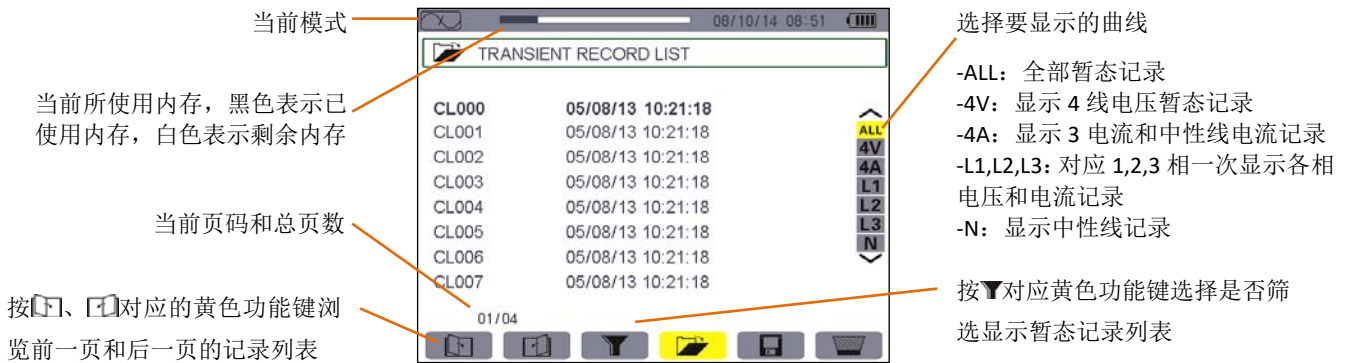 当前模式
当前所使用内存，黑色表示已
使用内存，白色表示剩余内存
当前页码和总页数
按、对应的黄色功能键浏
览前一页和后一页的记录列表
08/10/14 08:51
TRANSIENT RECORD LIST
CL000 05/08/13 10:21:18
CL001 05/08/13 10:21:18
CL002 05/08/13 10:21:18
CL003 05/08/13 10:21:18
CL004 05/08/13 10:21:18
CL005 05/08/13 10:21:18
CL006 05/08/13 10:21:18
CL007 05/08/13 10:21:18
01/04
ALL
4V
4A
L1
L2
L3
N
选择要显示的曲线
-ALL：全部暂态记录
-4V：显示 4 线电压暂态记录
-4A：显示 3 电流和中性线电流记录
-L1,L2,L3：对应 1,2,3 相一次显示各相
电压和电流记录
-N：显示中性线记录
按对应黄色功能键选择是否筛
选显示暂态记录列表